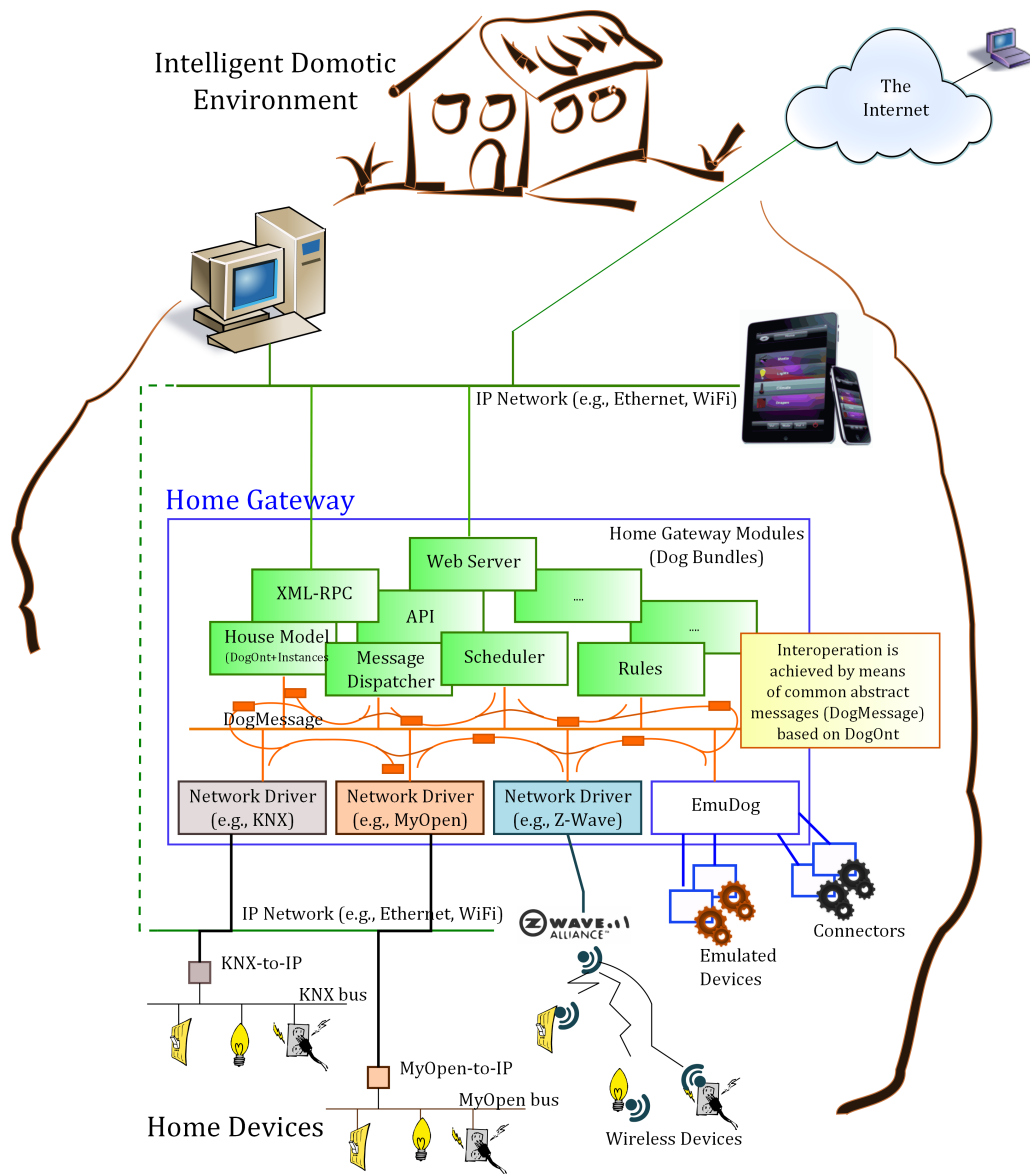 Intelligent Domotic
Environment
The
Internet
IP Network (e.g., Ethernet, WiFi)
Home Gateway
Home Gateway Modules
(Dog Bundles)
Web Server
XML-RPC
....
API
....
House Model
(DogOnt+Instances
Message
Dispatcher
Scheduler
Rules
Interoperation is
achieved by means
of common abstract
messages (DogMessage)
based on DogOnt
DogMessage
Network Driver
(e.g., KNX)
Network Driver
(e.g., MyOpen)
Network Driver
(e.g., Z-Wave)
EmuDog
IP Network (e.g., Ethernet, WiFi)
Z WAVE
ALLIANCE™
Connectors
Emulated
Devices
KNX-to-IP
KNX bus
MyOpen-to-IP
MyOpen bus
Home Devices
Wireless Devices